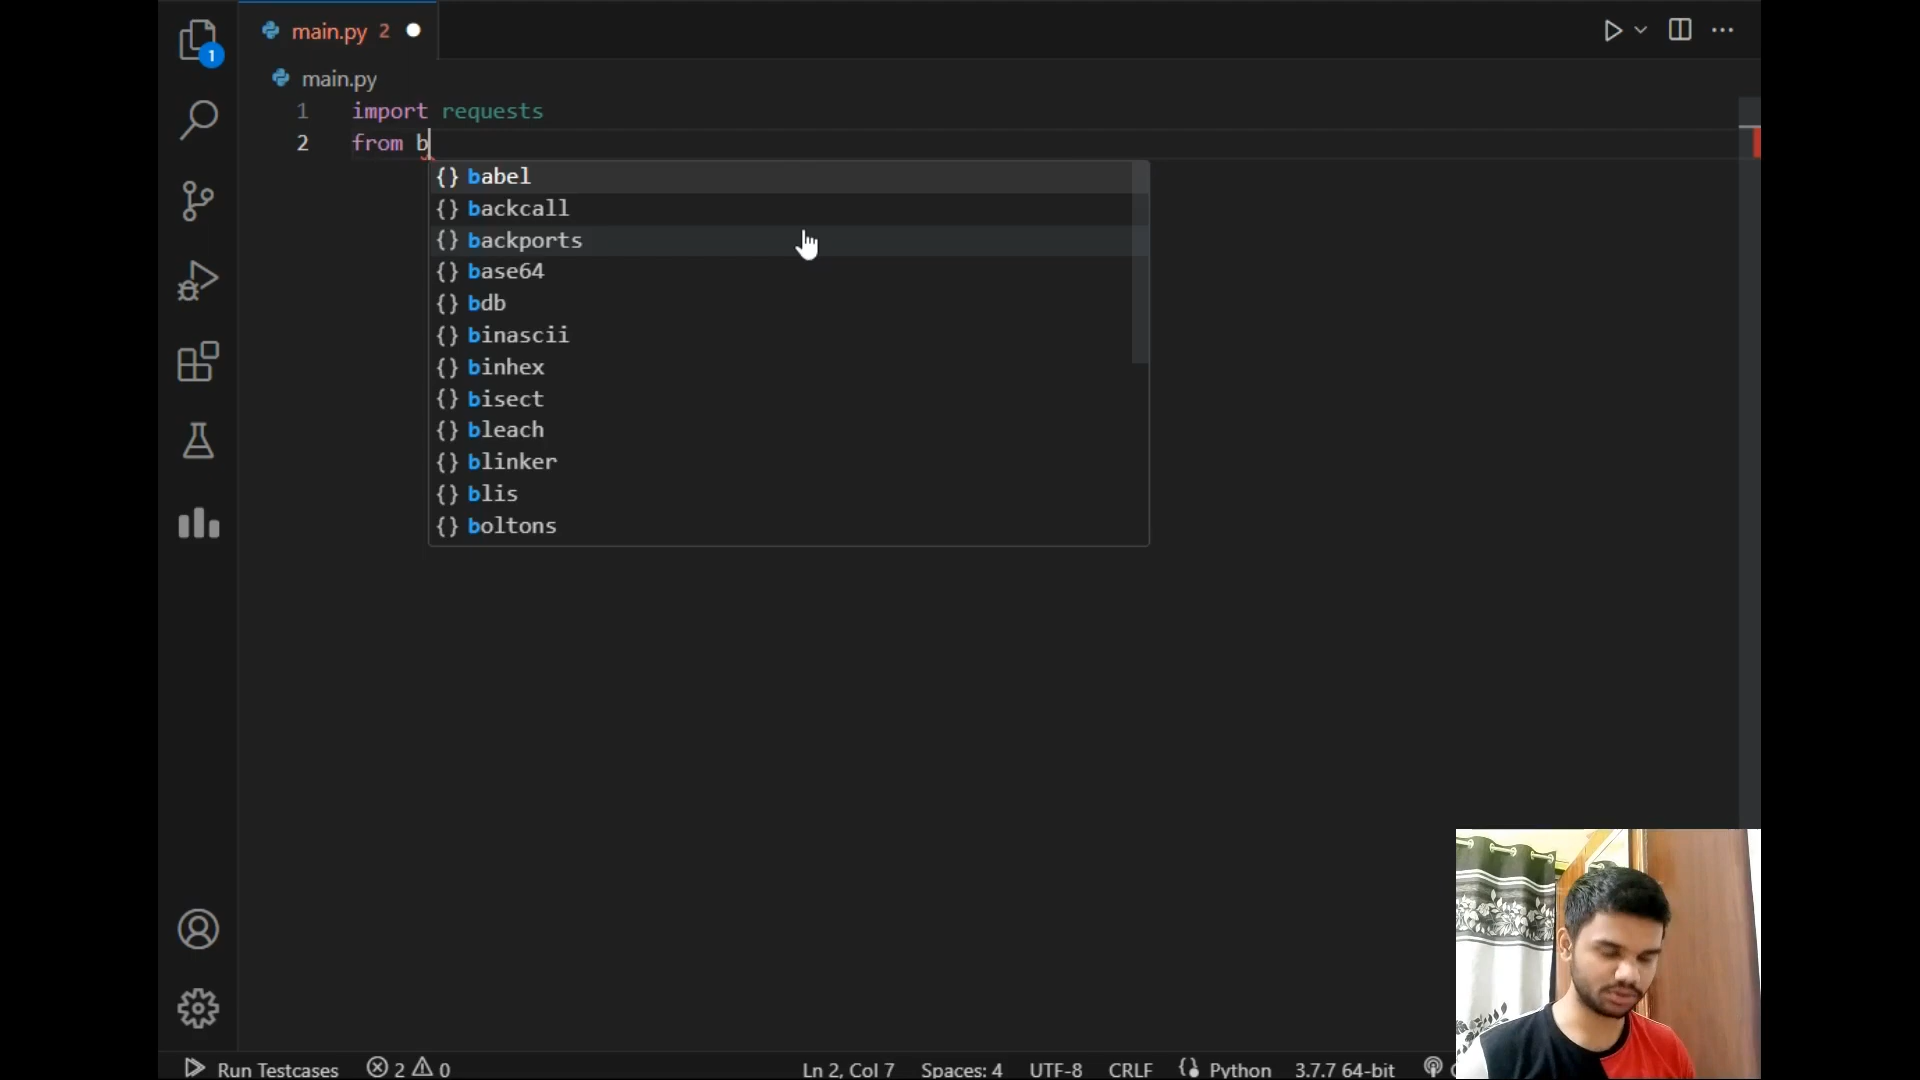 main.py 2
1
main.py
1 import requests
2 from b
{} babel
{} backcall
{} backports
{} base64
{} bdb
{} binascii
{} binhex
{} bisect
{} bleach
{} blinker
{} blis
{} boltons
Run Testcases 2 0 Ln 2, Col 7 Spaces: 4 UTF-8 CRLF Python 3.7.7 64-bit